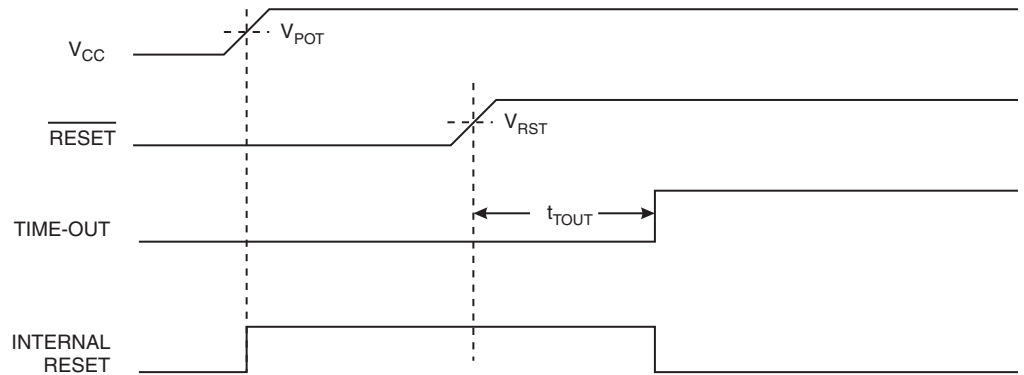 V_CC
V_POT
RESET
V_RST
TIME-OUT
t_TOUT
INTERNAL
RESET